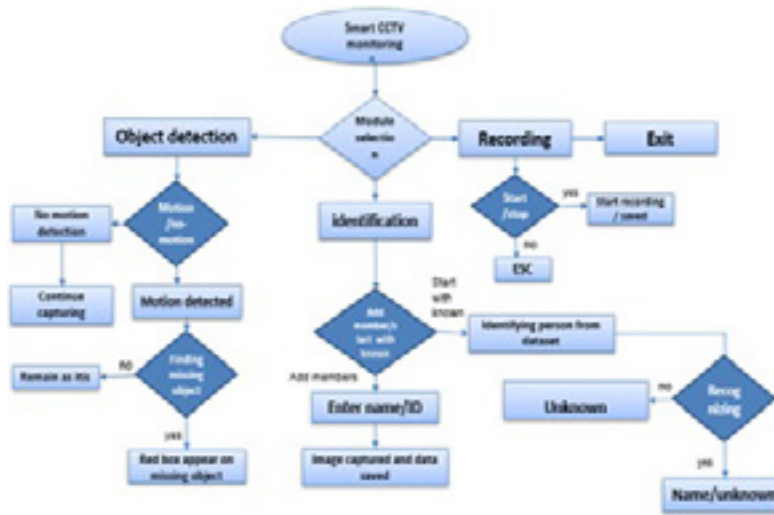 Smart CCTV
monitoring
Module
selectio
n
Object detection
Recording
Exit
Motion
/no-
motion
No motion
detection
Start
/stop
yes
Start recording
/ saved
identification
no
ESC
Continue
capturing
Motion detected
Start
with
known
Add
member/s
tart with
known
Identifying person from
dataset
Finding
missing
object
no
Remain as itis
Add members
Enter name/ID
Unknown
no
Recog
nizing
yes
Red box appear on
missing object
Image captured and data
saved
yes
Name/unknown